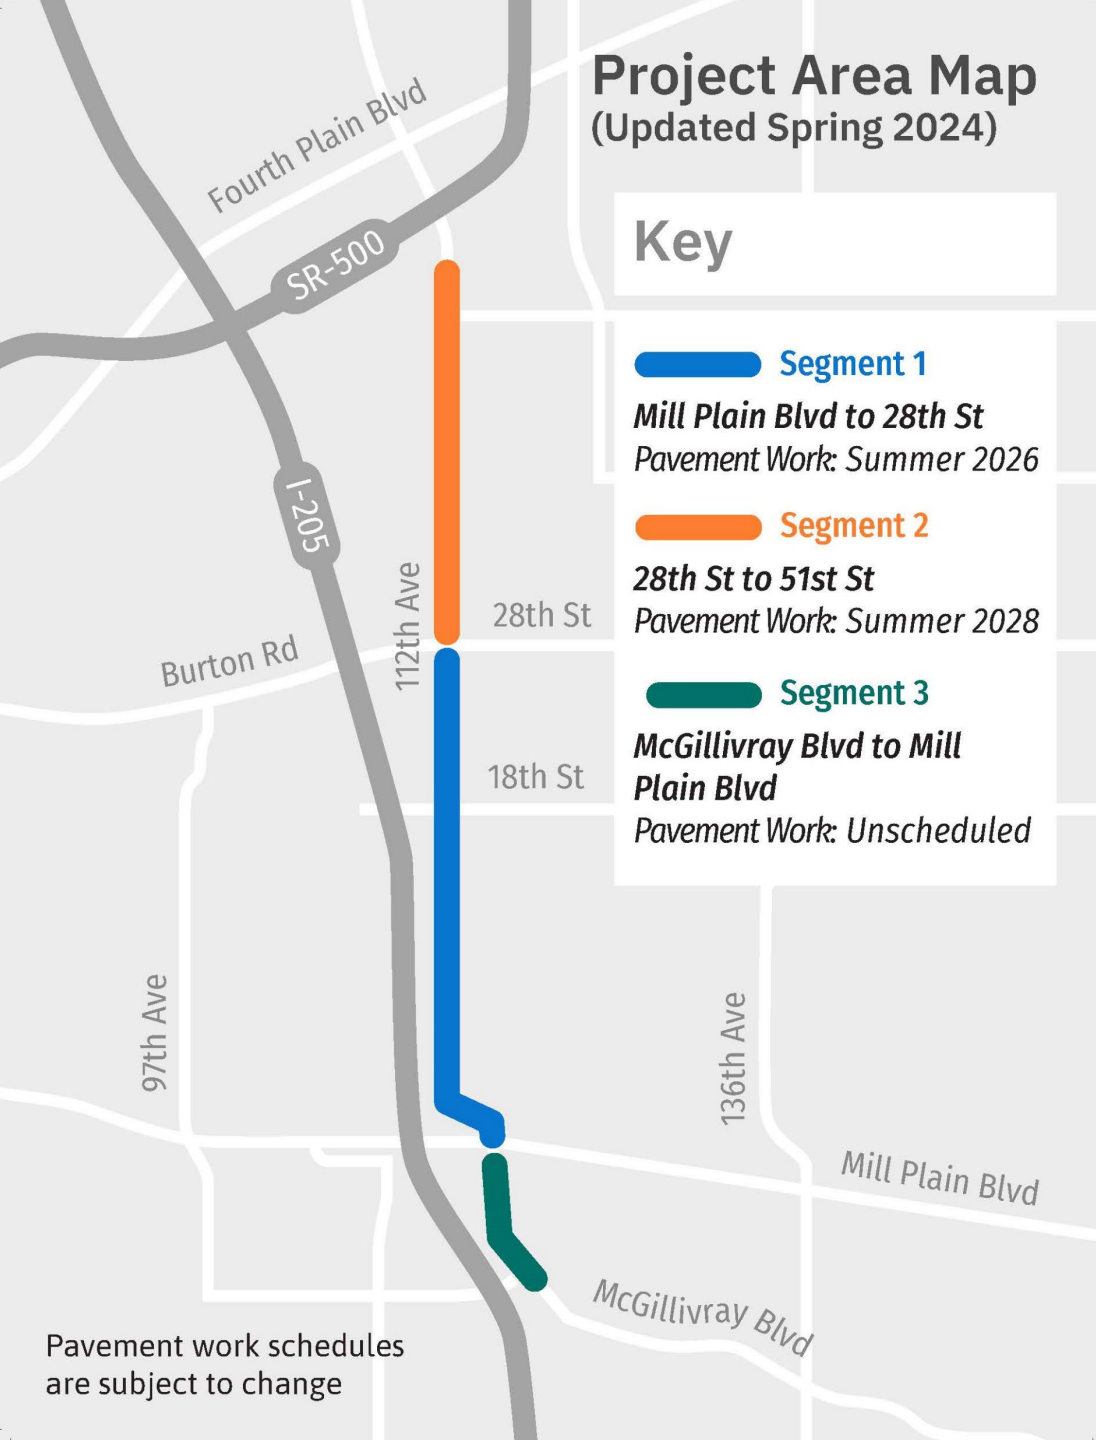 Project Area Map
(Updated Spring 2024)
Key
Segment 1
Mill Plain Blvd to 28th St
Pavement Work: Summer 2026
Segment 2
28th St to 51st St
Pavement Work: Summer 2028
Segment 3
McGillivray Blvd to Mill
Plain Blvd
Pavement Work: Unscheduled
Fourth Plain Blvd
SR-500
I-205
112th Ave
28th St
Burton Rd
18th St
97th Ave
136th Ave
Mill Plain Blvd
McGillivray Blvd
Pavement work schedules
are subject to change